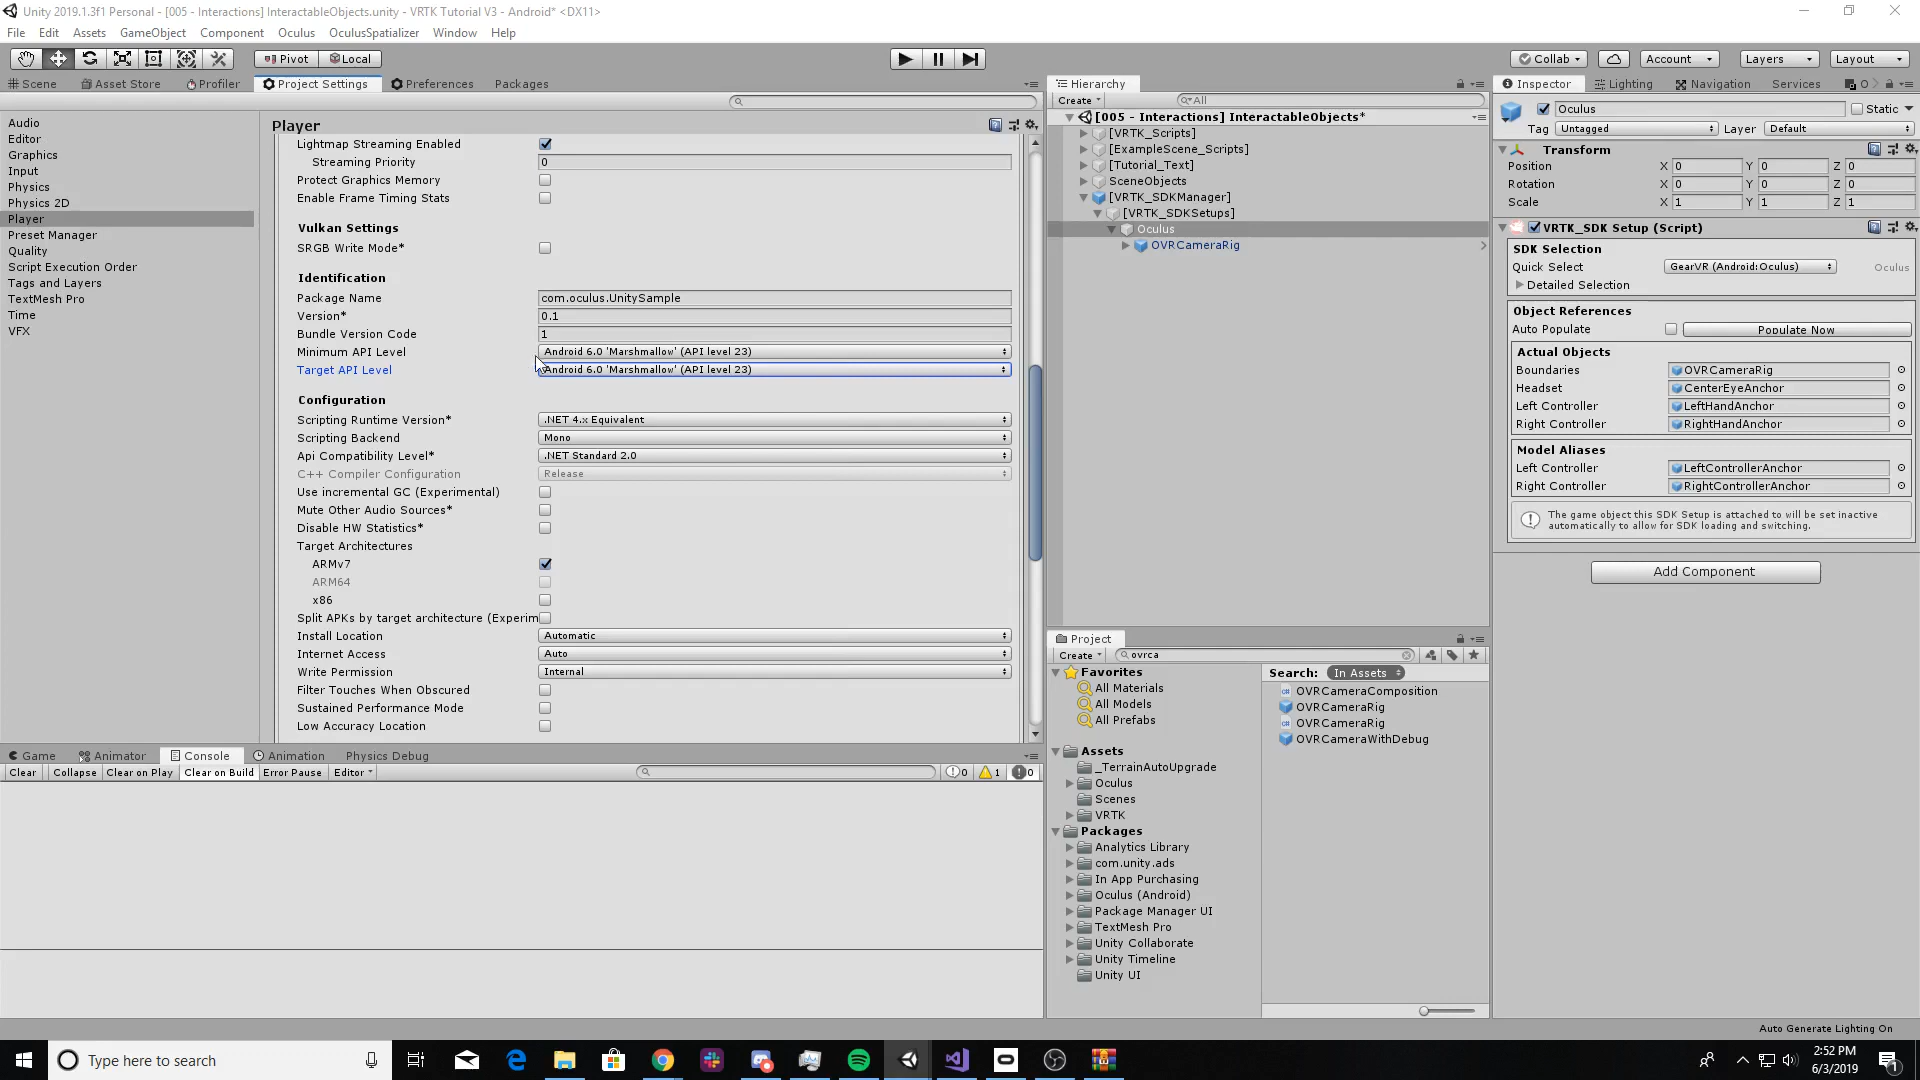 Unity 2019.1.3f1 Personal - [005 - Interactions] InteractableObjects.unity - VRTK Tutorial V3 - Android* <DX11>
File Edit Assets GameObject Component Oculus OculusSpatializer Window Help
Pivot Local Collab Account Layers Layout
Scene Asset Store Profiler Project Settings Preferences Packages
Audio
Editor
Graphics
Input
Physics
Physics 2D
Player
Preset Manager
Quality
Script Execution Order
Tags and Layers
TextMesh Pro
Time
VFX
Player
Lightmap Streaming Enabled
Streaming Priority 0
Protect Graphics Memory
Enable Frame Timing Stats
Vulkan Settings
SRGB Write Mode*
Identification
Package Name com.oculus.UnitySample
Version* 0.1
Bundle Version Code 1
Minimum API Level Android 6.0 'Marshmallow' (API level 23)
Target API Level Android 6.0 'Marshmallow' (API level 23)
Configuration
Scripting Runtime Version* .NET 4.x Equivalent
Scripting Backend Mono
Api Compatibility Level* .NET Standard 2.0
C++ Compiler Configuration Release
Use incremental GC (Experimental)
Mute Other Audio Sources*
Disable HW Statistics*
Target Architectures
ARMv7
ARM64
x86
Split APKs by target architecture (Experim
Install Location Automatic
Internet Access Auto
Write Permission Internal
Filter Touches When Obscured
Sustained Performance Mode
Low Accuracy Location
Game Animator Console Animation Physics Debug
Clear Collapse Clear on Play Clear on Build Error Pause Editor 0 1 0
Hierarchy
Create All
[005 - Interactions] InteractableObjects*
[VRTK_Scripts]
[ExampleScene_Scripts]
[Tutorial_Text]
SceneObjects
[VRTK_SDKManager]
[VRTK_SDKSetups]
Oculus
OVRCameraRig
Project
Create ovrca
Favorites
All Materials
All Models
All Prefabs
Assets
_TerrainAutoUpgrade
Oculus
Scenes
VRTK
Packages
Analytics Library
com.unity.ads
In App Purchasing
Oculus (Android)
Package Manager UI
TextMesh Pro
Unity Collaborate
Unity Timeline
Unity UI
Search: In Assets
OVRCameraComposition
OVRCameraRig
OVRCameraRig
OVRCameraWithDebug
Inspector Lighting Navigation Services
Oculus Static
Tag Untagged Layer Default
Transform
Position X 0 Y 0 Z 0
Rotation X 0 Y 0 Z 0
Scale X 1 Y 1 Z 1
VRTK_SDK Setup (Script)
SDK Selection
Quick Select GearVR (Android:Oculus) Oculus
Detailed Selection
Object References
Auto Populate Populate Now
Actual Objects
Boundaries OVRCameraRig
Headset CenterEyeAnchor
Left Controller LeftHandAnchor
Right Controller RightHandAnchor
Model Aliases
Left Controller LeftControllerAnchor
Right Controller RightControllerAnchor
The game object this SDK Setup is attached to will be set inactive
automatically to allow for SDK loading and switching.
Add Component
Auto Generate Lighting On
Type here to search
2:52 PM
6/3/2019
1